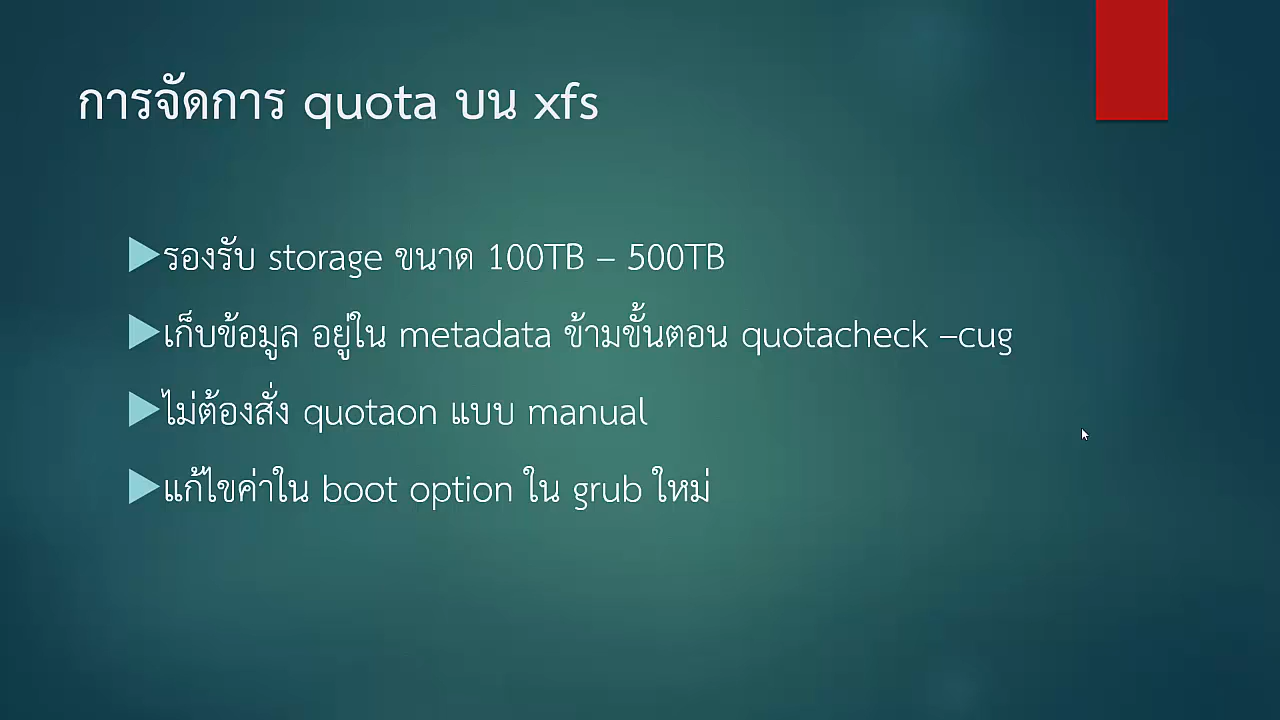 การจัดการ quota บน xfs
รองรับ storage ขนาด 100TB – 500TB
เก็บข้อมูล อยู่ใน metadata ข้ามขั้นตอน quotacheck –cug
ไม่ต้องสั่ง quotaon แบบ manual
แก้ไขค่าใน boot option ใน grub ใหม่